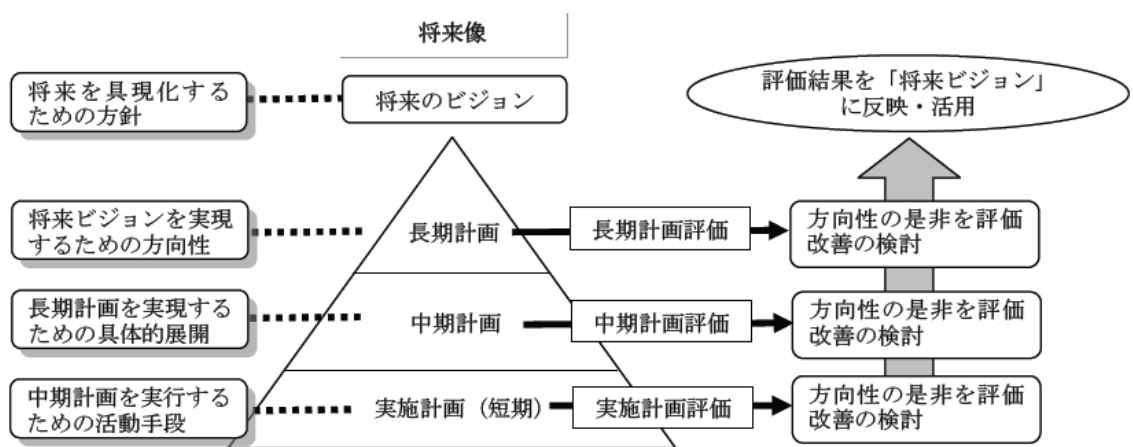 将来像
将来を具現化する
ための方針
将来のビジョン
評価結果を「将来ビジョン」
に反映・活用
将来ビジョンを実現
するための方向性
長期計画
長期計画評価
方向性の是非を評価
改善の検討
長期計画を実現する
ための具体的展開
中期計画
中期計画評価
方向性の是非を評価
改善の検討
中期計画を実行する
ための活動手段
実施計画（短期）
実施計画評価
方向性の是非を評価
改善の検討